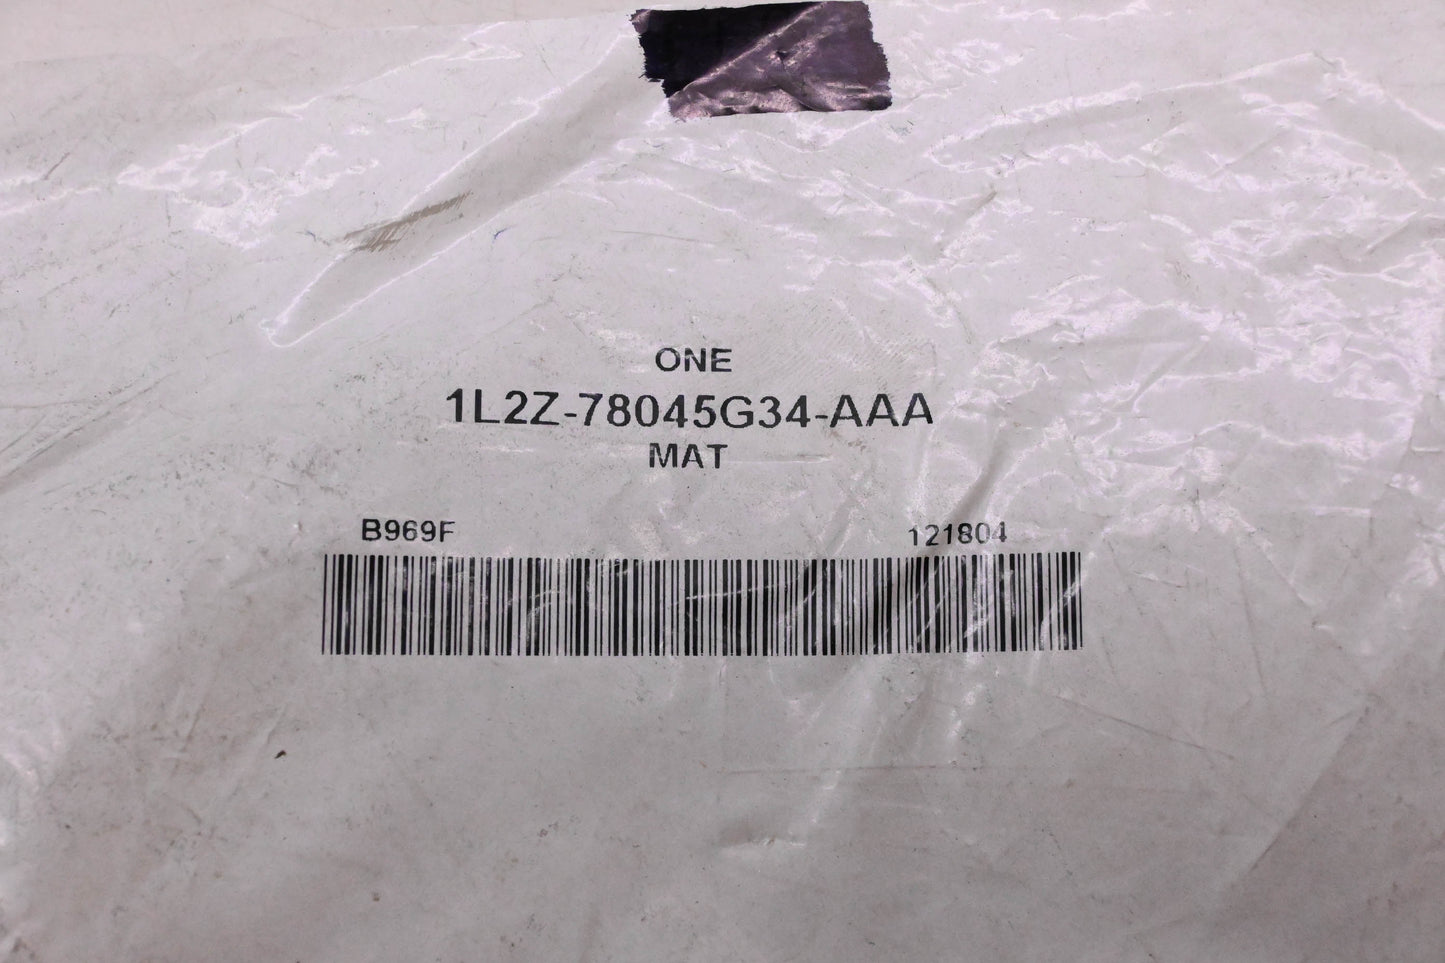 ONE
1L2Z-78045G34-AAA
MAT
B969F 121804